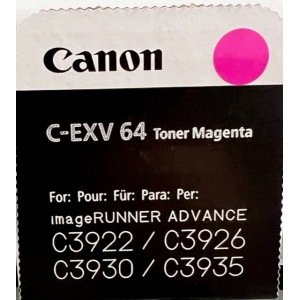 Canon
C-EXV 64 Toner Magenta
For: Pour: Für: Para: Per:
imageRUNNER ADVANCE
C3922 / C3926
C3930 / C3935